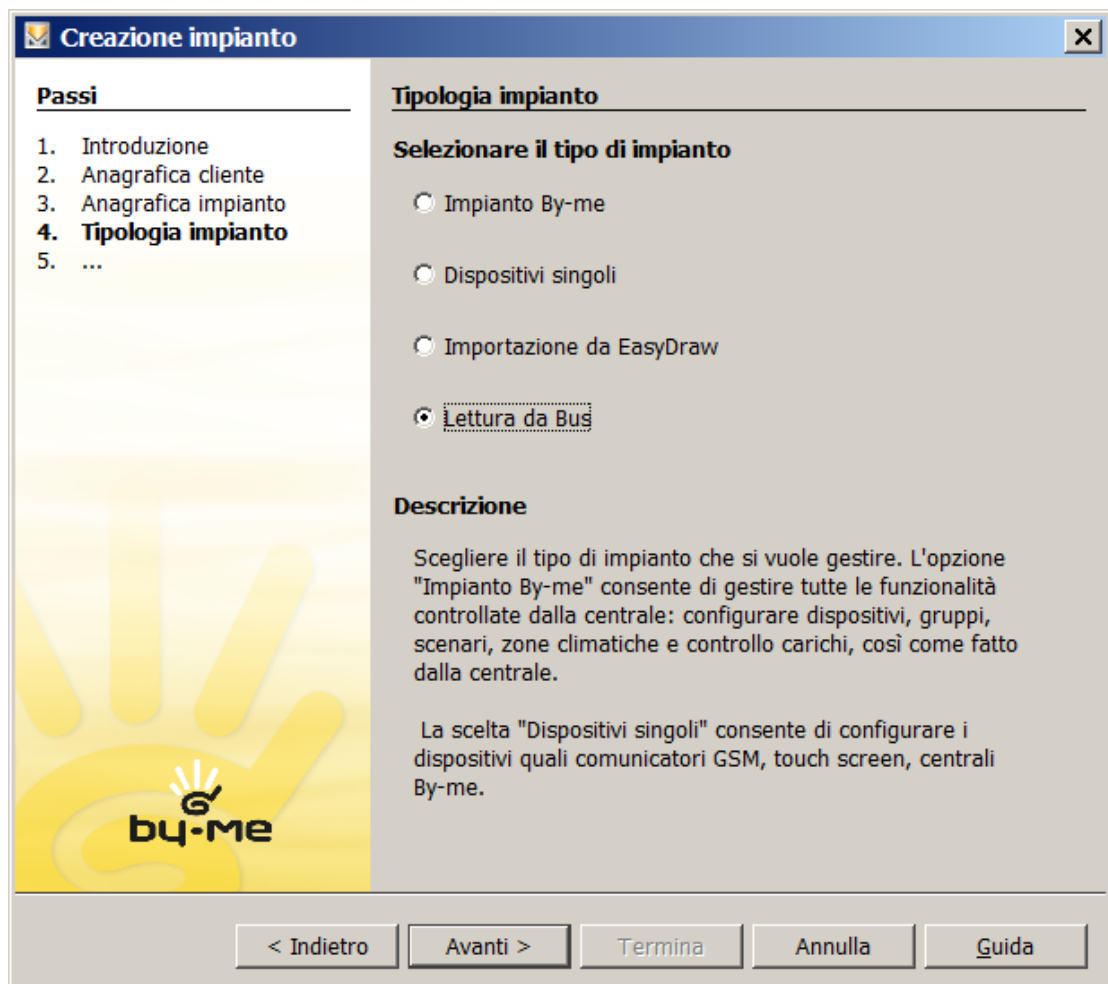 Creazione impianto
Passi
1. Introduzione
2. Anagrafica cliente
3. Anagrafica impianto
4. Tipologia impianto
5. ...
by-me
Tipologia impianto
Selezionare il tipo di impianto
Impianto By-me
Dispositivi singoli
Importazione da EasyDraw
Lettura da Bus
Descrizione
Scegliere il tipo di impianto che si vuole gestire. L'opzione
"Impianto By-me" consente di gestire tutte le funzionalità
controllate dalla centrale: configurare dispositivi, gruppi,
scenari, zone climatiche e controllo carichi, così come fatto
dalla centrale.
La scelta "Dispositivi singoli" consente di configurare i
dispositivi quali comunicatori GSM, touch screen, centrali
By-me.
< Indietro
Avanti >
Termina
Annulla
Guida